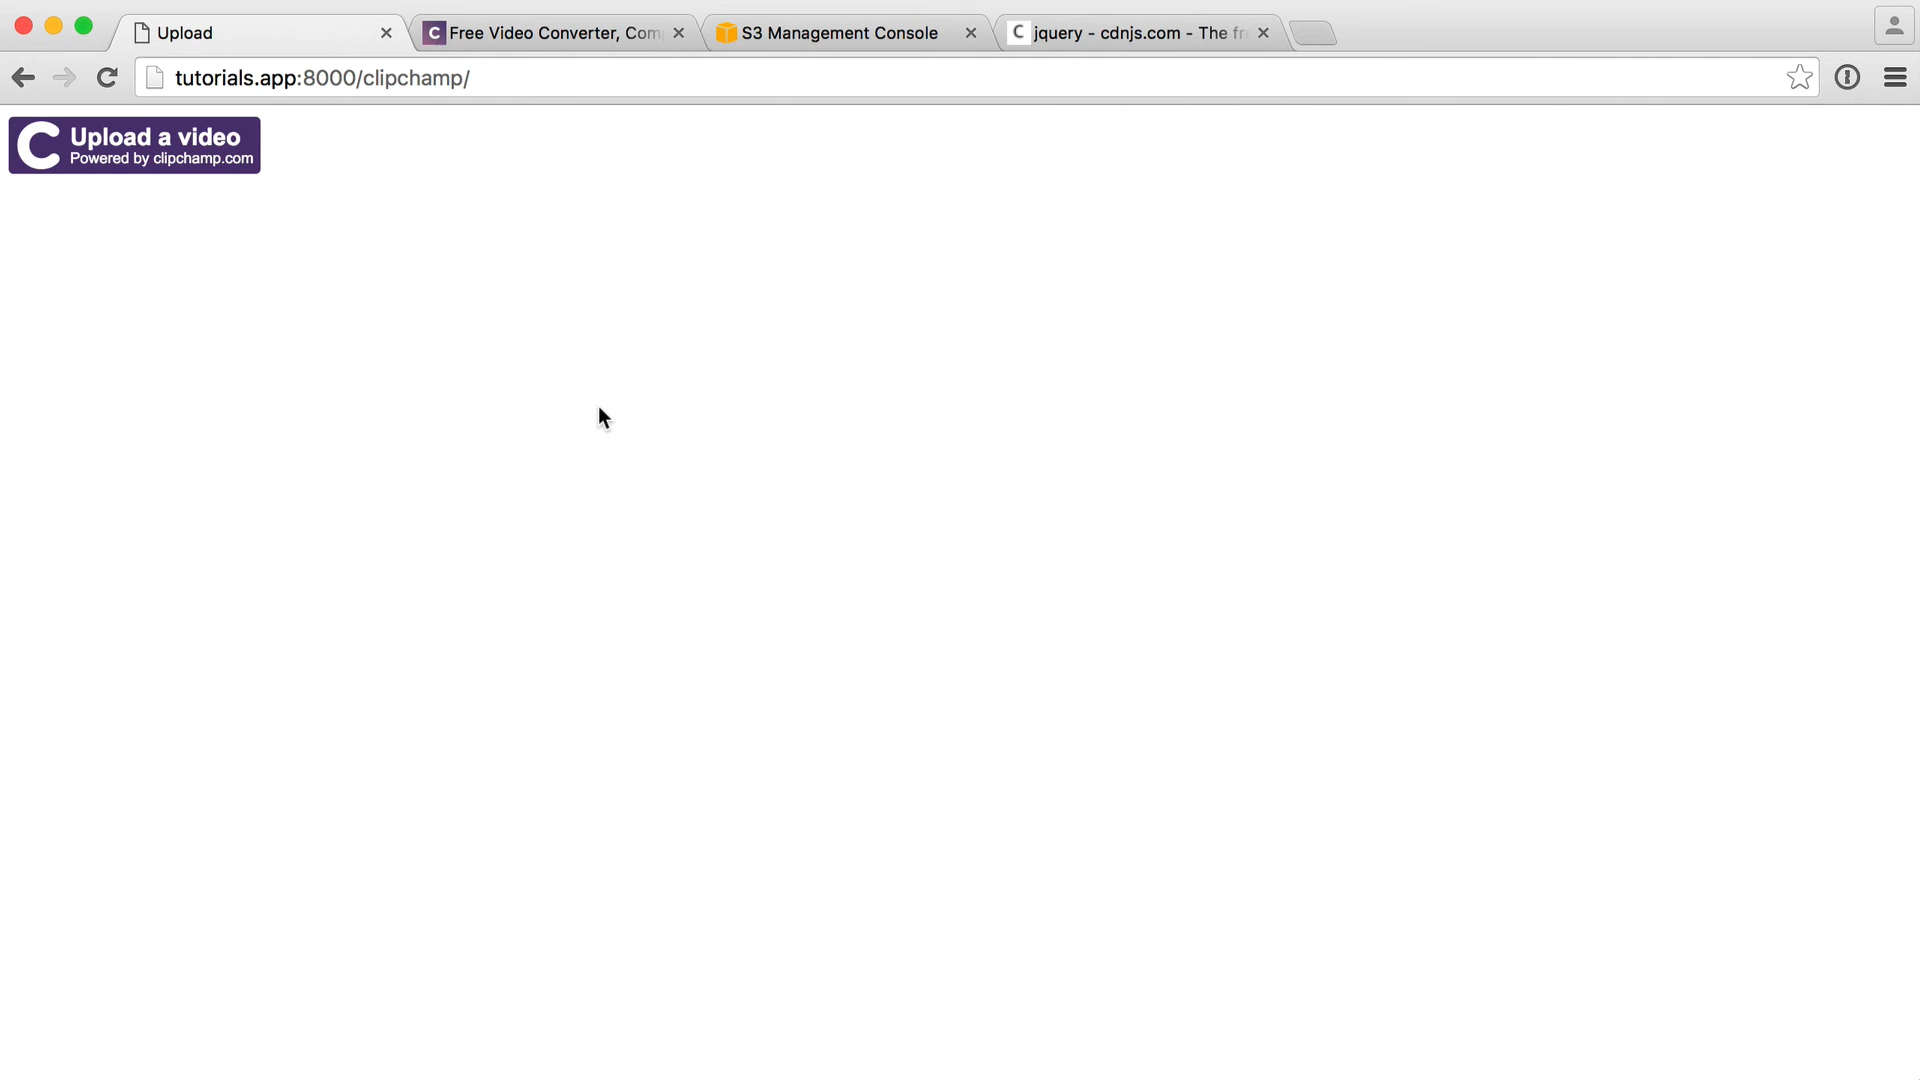 Upload
Free Video Converter, Com
S3 Management Console
jquery - cdnjs.com - The fr
tutorials.app:8000/clipchamp/
C Upload a video
Powered by clipchamp.com